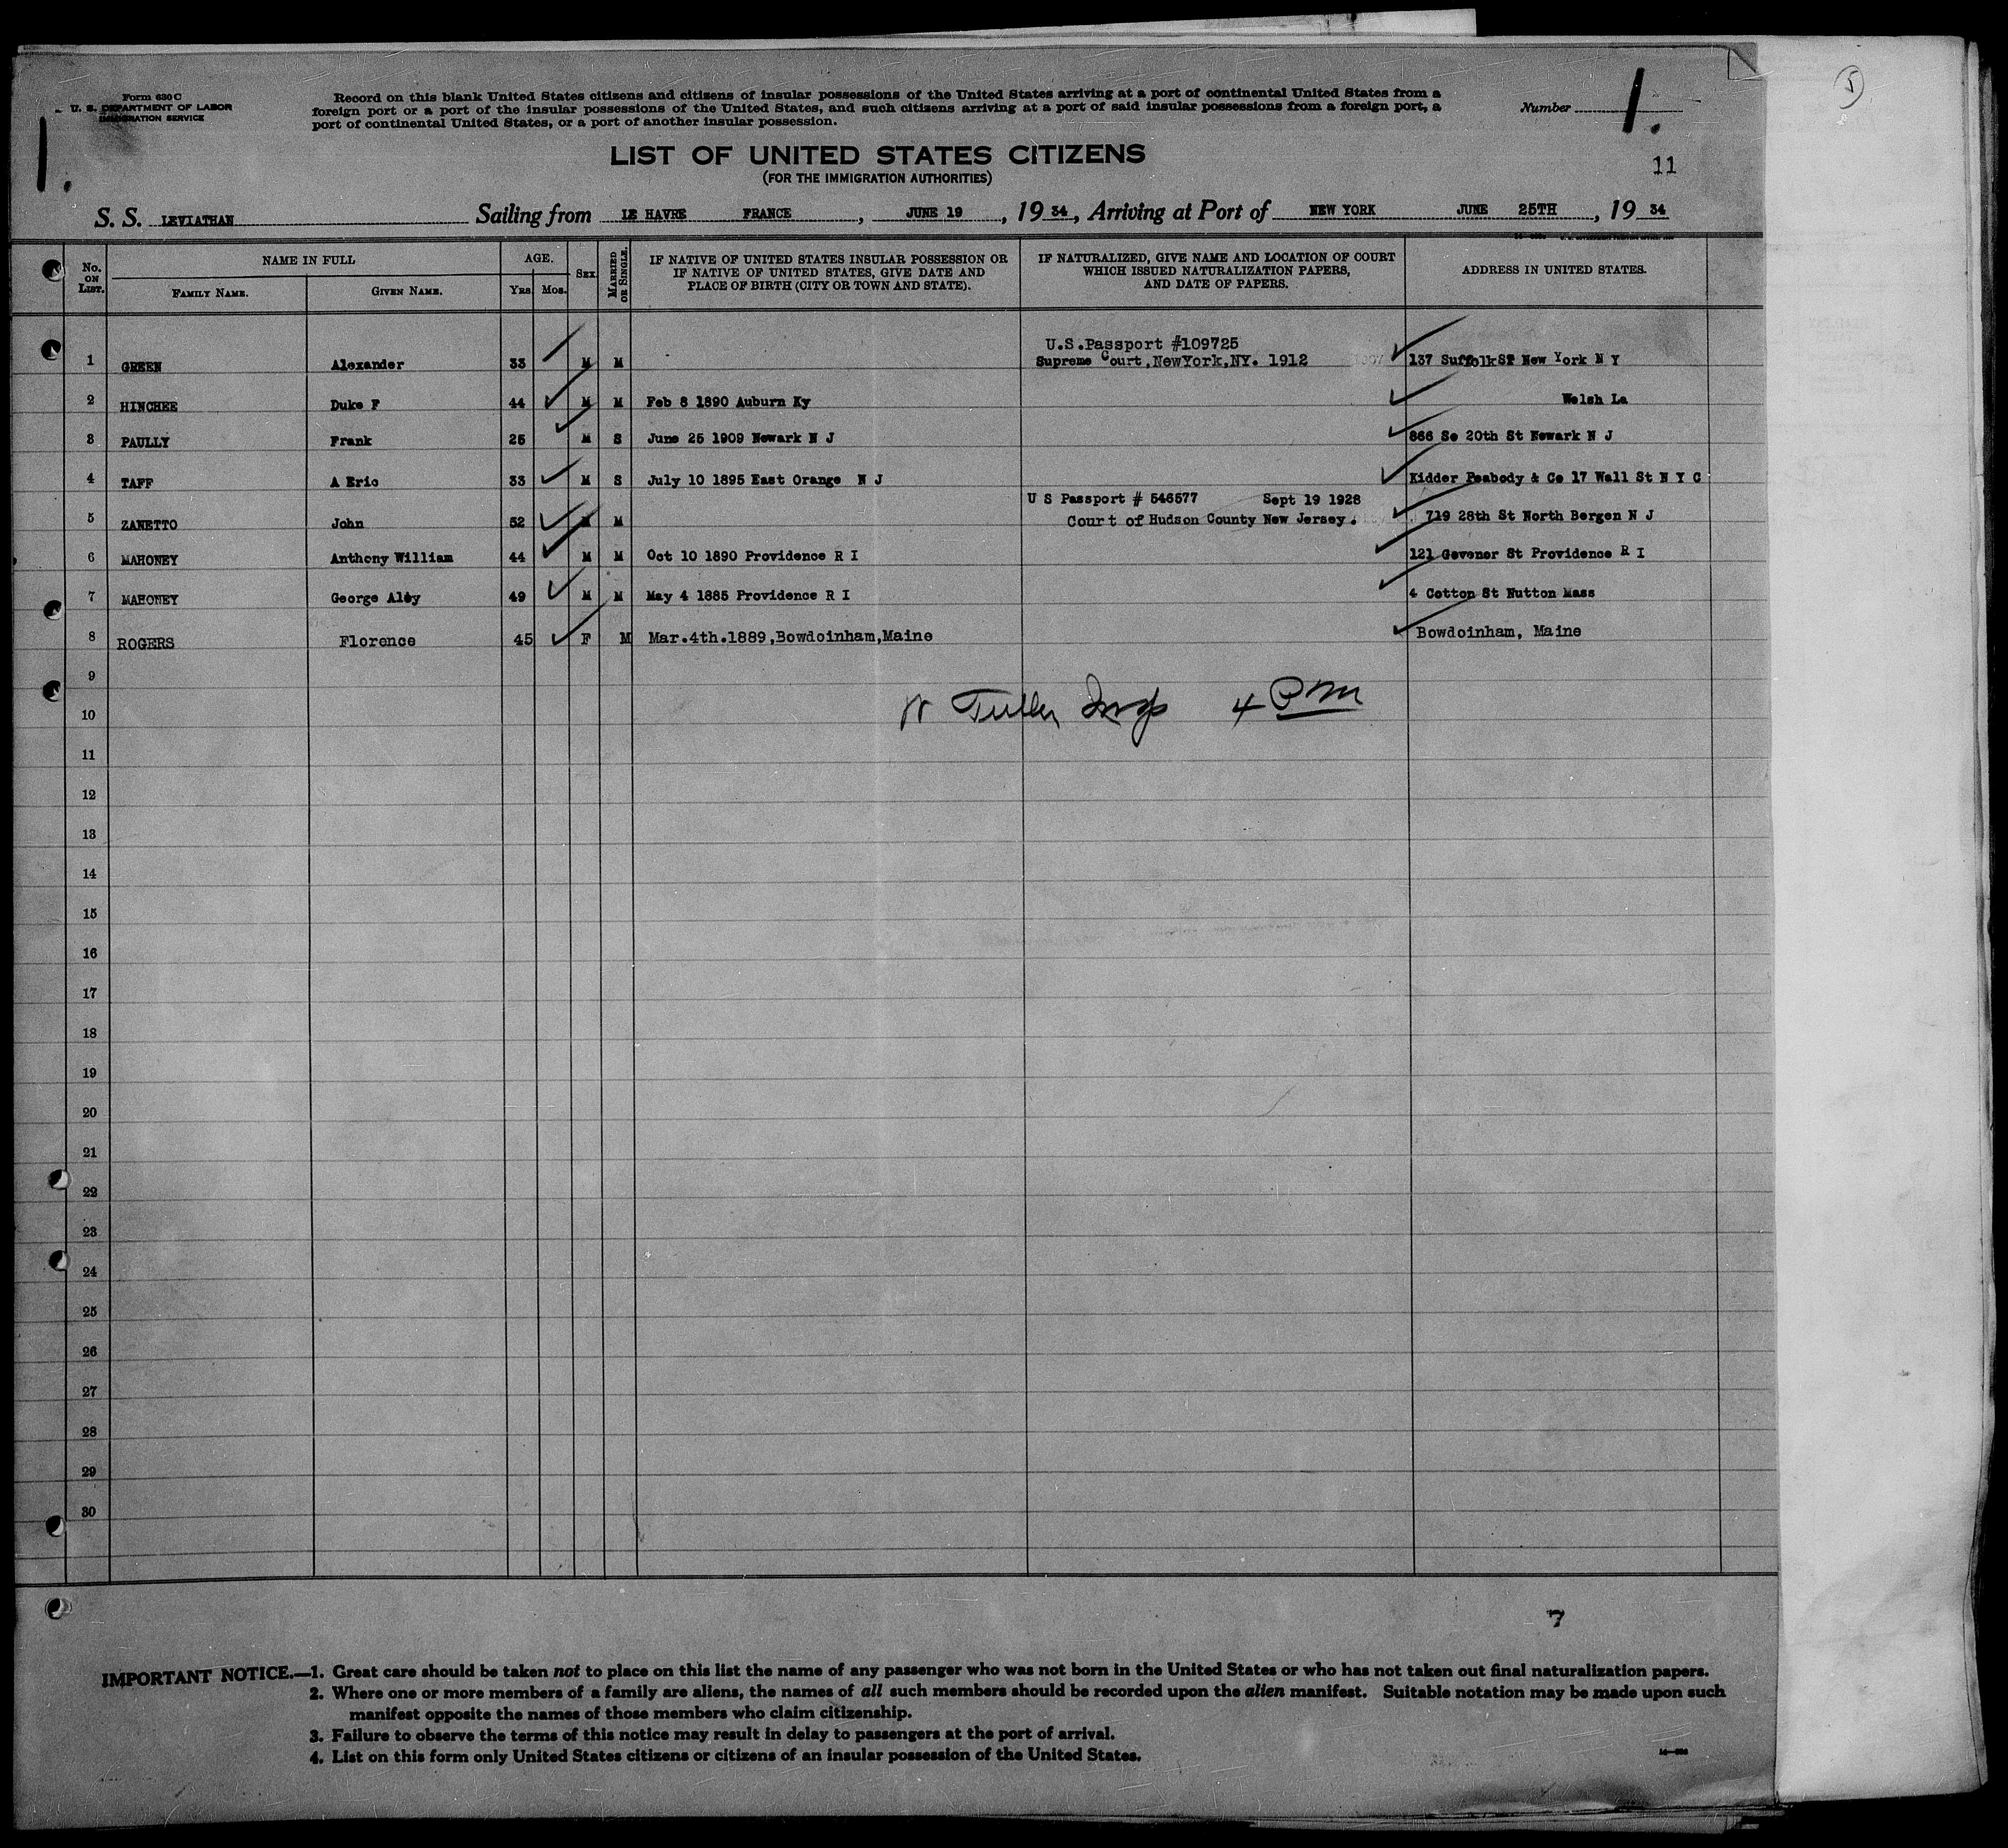 Form 630 C
U. S. DEPARTMENT OF LABOR
IMMIGRATION SERVICE
Record on this blank United States citizens and citizens of insular possessions of the United States arriving at a port of continental United States from a
foreign port or a port of the insular possessions of the United States, and such citizens arriving at a port of said insular possessions from a foreign port, a
port of continental United States, or a port of another insular possession.
Number 1.
5
1.
11
LIST OF UNITED STATES CITIZENS
(FOR THE IMMIGRATION AUTHORITIES)
S. S. LEVIATHAN Sailing from LE HAVRE FRANCE, JUNE 19, 19 34, Arriving at Port of NEW YORK JUNE 25TH, 19 34
No. ON LIST. NAME IN FULL FAMILY NAME. GIVEN NAME. AGE. YRS. MOS. SEX MARRIED OR SINGLE. IF NATIVE OF UNITED STATES INSULAR POSSESSION OR IF NATIVE OF UNITED STATES, GIVE DATE AND PLACE OF BIRTH (CITY OR TOWN AND STATE). IF NATURALIZED, GIVE NAME AND LOCATION OF COURT WHICH ISSUED NATURALIZATION PAPERS, AND DATE OF PAPERS. ADDRESS IN UNITED STATES.
U.S.Passport #109725
1 GREEN Alexander 33 M M Supreme Court,NewYork,NY. 1912 137 Suffolk St New York N Y
2 HINCHEE Duke F 44 M M Feb 8 1890 Auburn Ky Welsh La
3 PAULLY Frank 25 M S June 25 1909 Newark N J 866 So 20th St Newark N J
4 TAFF A Eric 33 M S July 10 1895 East Orange N J Kidder Peabody & Co 17 Wall St N Y C
U S Passport # 546577 Sept 19 1928
5 ZANETTO John 52 M M Court of Hudson County New Jersey. 719 28th St North Bergen N J
6 MAHONEY Anthony William 44 M M Oct 10 1890 Providence R I 121 Govenor St Providence R I
7 MAHONEY George Aloy 49 M M May 4 1885 Providence R I 4 Cotton St Nutton Mass
8 ROGERS Florence 45 F M Mar.4th.1889,Bowdoinham,Maine Bowdoinham, Maine
9
W Tuller Insp 4 PM
10
11
12
13
14
15
16
17
18
19
20
21
22
23
24
25
26
27
28
29
30
7
IMPORTANT NOTICE.—1. Great care should be taken not to place on this list the name of any passenger who was not born in the United States or who has not taken out final naturalization papers.
2. Where one or more members of a family are aliens, the names of all such members should be recorded upon the alien manifest. Suitable notation may be made upon such
manifest opposite the names of those members who claim citizenship.
3. Failure to observe the terms of this notice may result in delay to passengers at the port of arrival.
4. List on this form only United States citizens or citizens of an insular possession of the United States.